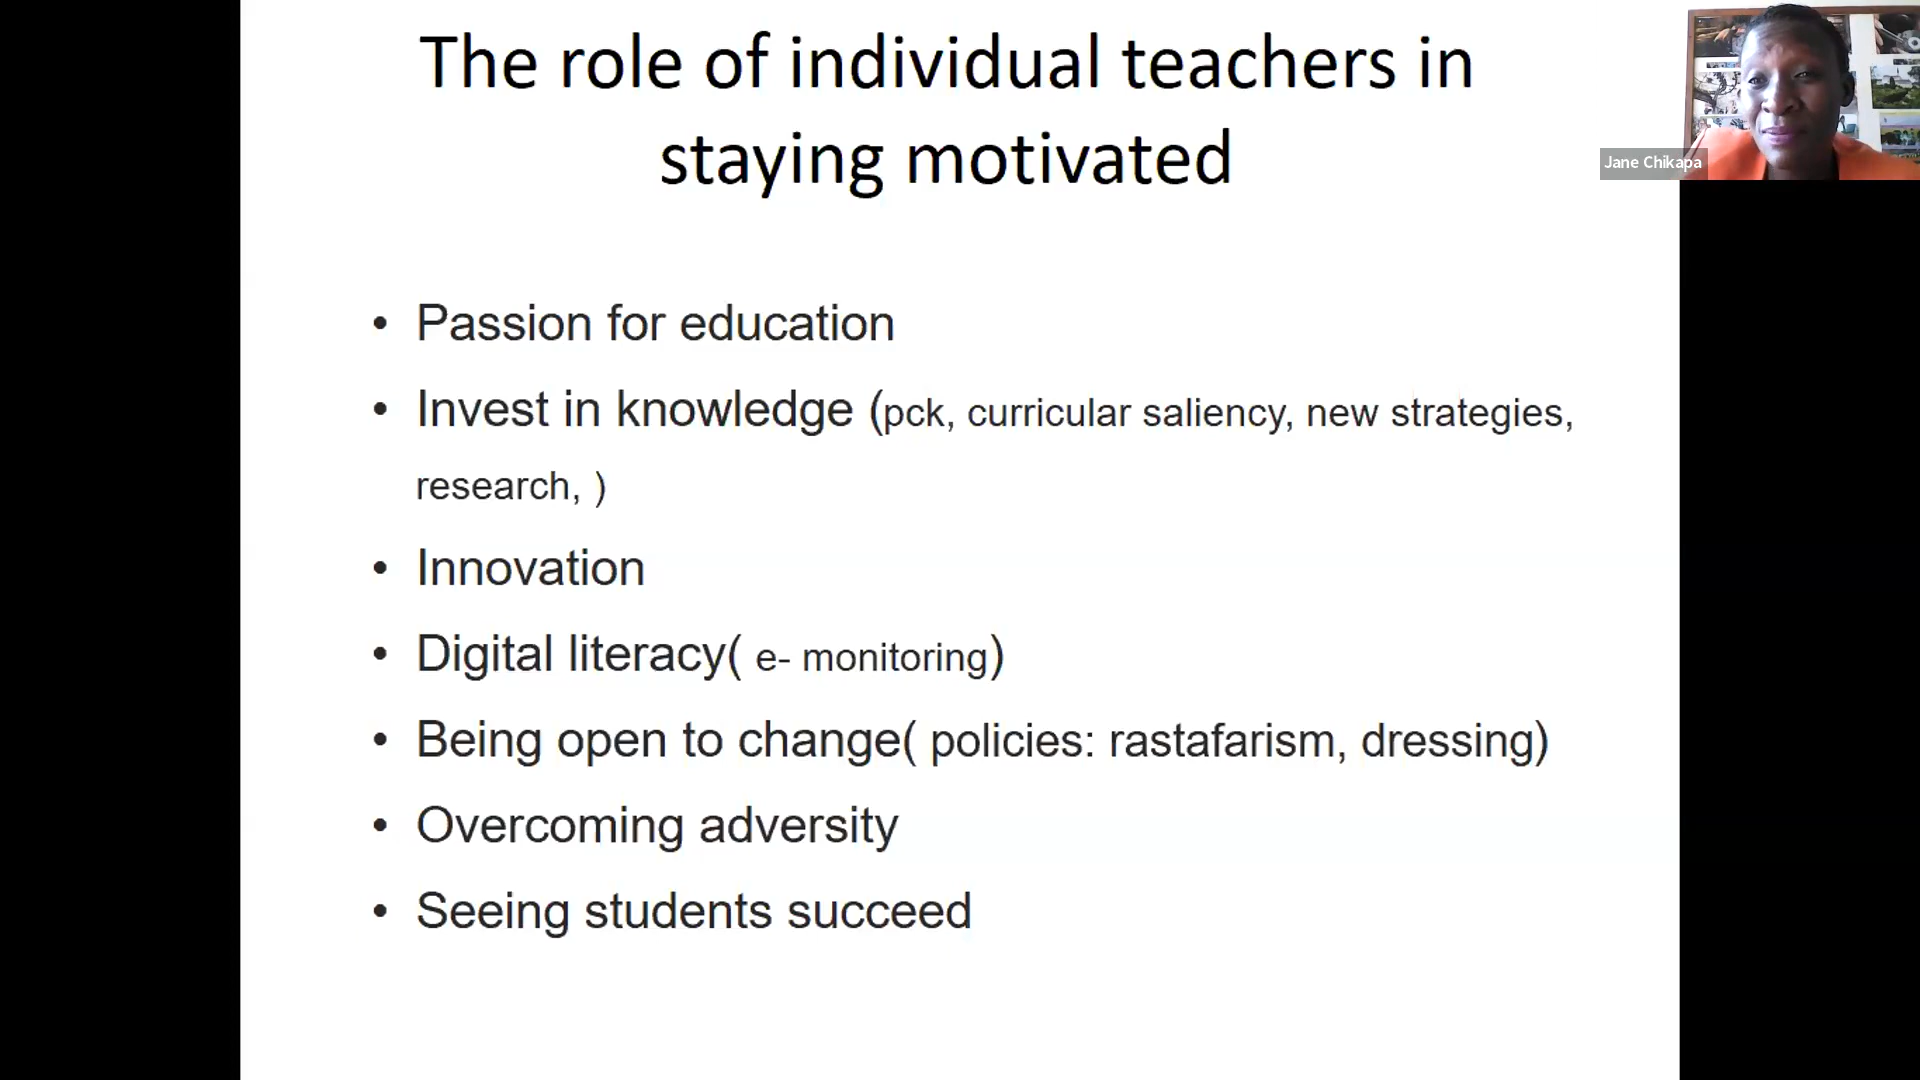 The role of individual teachers in
staying motivated
Jane Chikapa
• Passion for education
• Invest in knowledge (pck, curricular saliency, new strategies,
research, )
• Innovation
• Digital literacy( e- monitoring)
• Being open to change( policies: rastafarism, dressing)
• Overcoming adversity
• Seeing students succeed